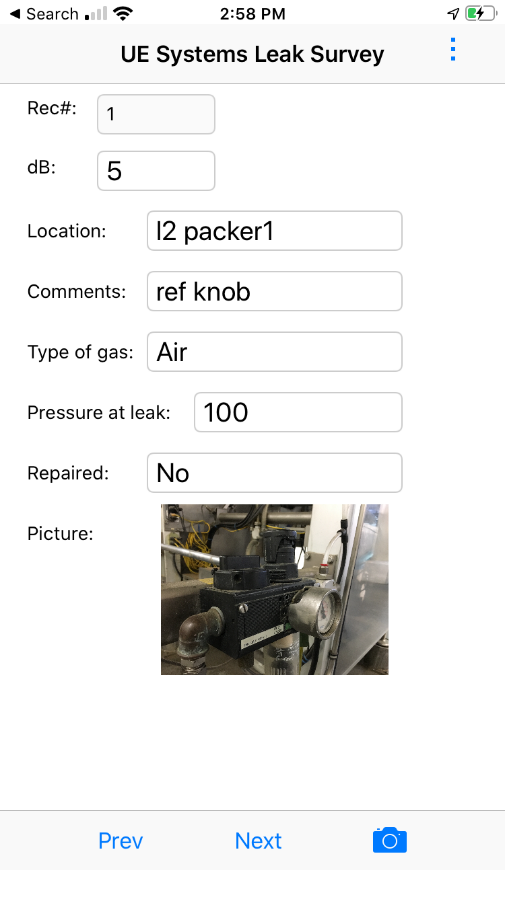 Search
2:58 PM
UE Systems Leak Survey
Rec#: 1
dB: 5
Location: l2 packer1
Comments: ref knob
Type of gas: Air
Pressure at leak: 100
Repaired: No
Picture:
Prev Next